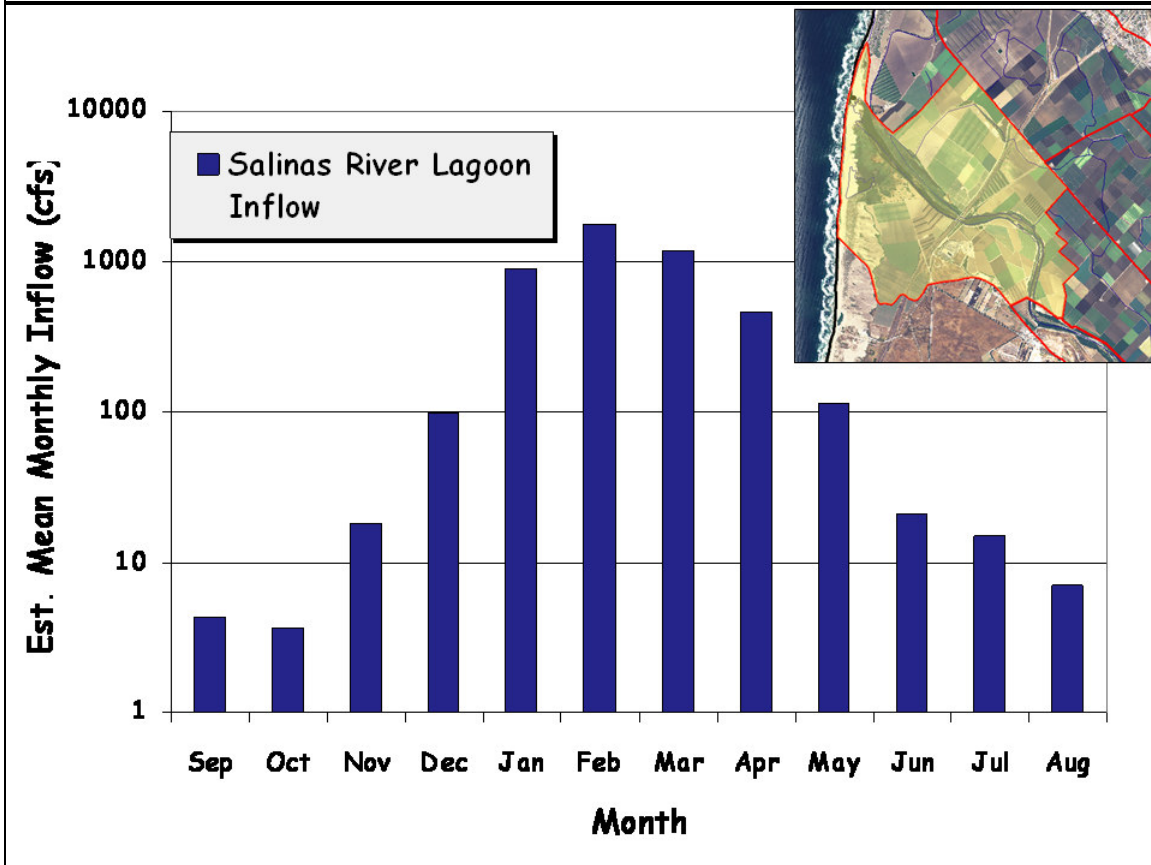 10000
1000
100
10
1
Est. Mean Monthly Inflow (cfs)
Salinas River Lagoon
Inflow
Sep Oct Nov Dec Jan Feb Mar Apr May Jun Jul Aug
Month